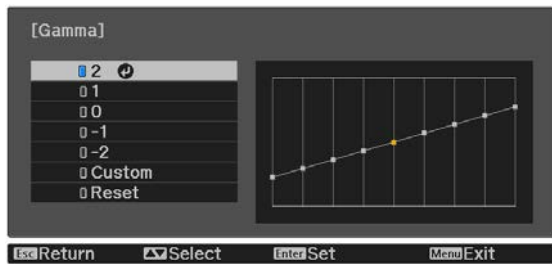 [Gamma]
2
1
0
-1
-2
Custom
Reset
Esc Return Select Enter Set Menu Exit